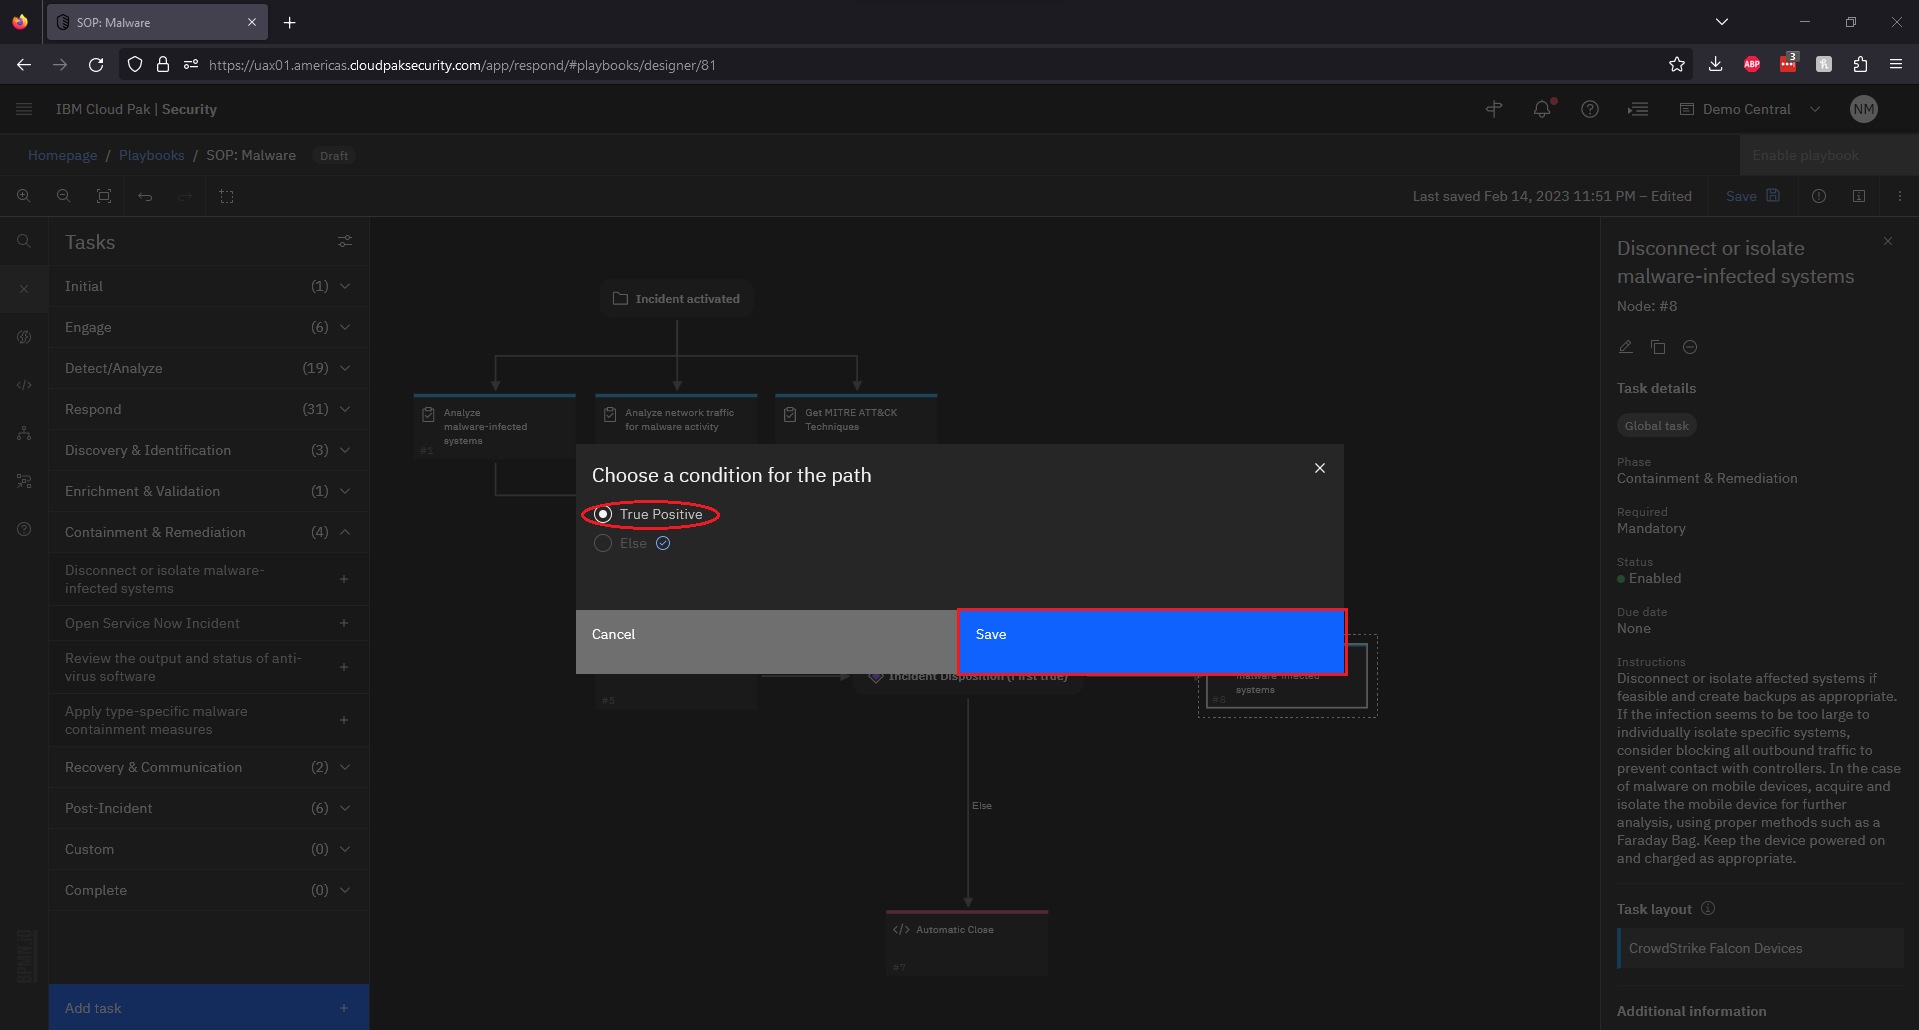 SOP: Malware
https://uax01.americas.cloudpaksecurity.com/app/respond/#playbooks/designer/81
ABP
3
IBM Cloud Pak | Security
Demo Central
NM
Homepage / Playbooks / SOP: Malware
Draft
Enable playbook
Last saved Feb 14, 2023 11:51 PM – Edited
Save
Tasks
Initial (1)
Engage (6)
Detect/Analyze (19)
Respond (31)
Discovery & Identification (3)
Enrichment & Validation (1)
Containment & Remediation (4)
Disconnect or isolate malware-
infected systems
Open Service Now Incident
Review the output and status of anti-
virus software
Apply type-specific malware
containment measures
Recovery & Communication (2)
Post-Incident (6)
Custom (0)
Complete (0)
BPMN.iO
Add task
Incident activated
Analyze
malware-infected
systems
#1
Analyze network traffic
for malware activity
Get MITRE ATT&CK
Techniques
Choose a condition for the path
True Positive
Else
Cancel
Save
#5
Incident Disposition (First true)
malware-infected
systems
#8
Else
Automatic Close
#7
Disconnect or isolate
malware-infected systems
Node: #8
Task details
Global task
Phase
Containment & Remediation
Required
Mandatory
Status
Enabled
Due date
None
Instructions
Disconnect or isolate affected systems if
feasible and create backups as appropriate.
If the infection seems to be too large to
individually isolate specific systems,
consider blocking all outbound traffic to
prevent contact with controllers. In the case
of malware on mobile devices, acquire and
isolate the mobile device for further
analysis, using proper methods such as a
Faraday Bag. Keep the device powered on
and charged as appropriate.
Task layout
CrowdStrike Falcon Devices
Additional information